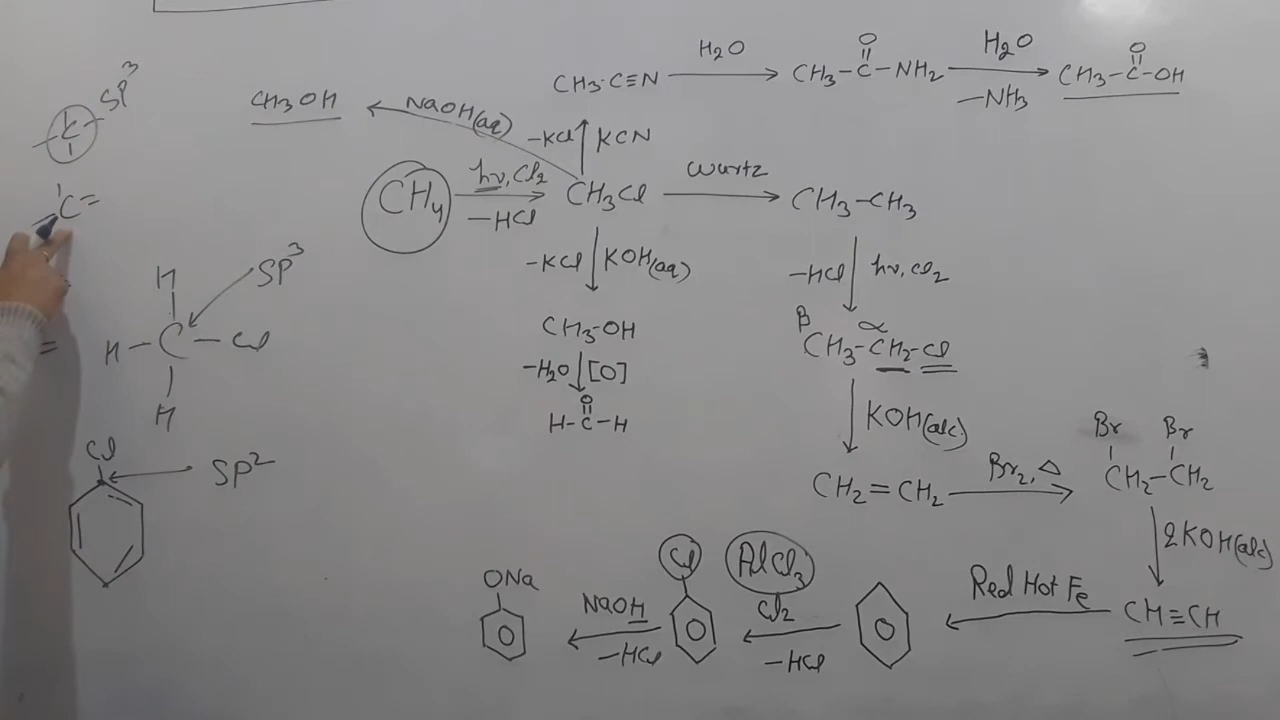 CH3-C≡N H2O CH3-C-NH2 H2O CH3-C-OH
O O
-NH3
SP3
-C-
CH3OH NaOH(aq) -KCl KCN
CH4 hν, Cl2 CH3Cl wurtz CH3-CH3
-HCl
C=
-KCl KOH(aq) -HCl hν, Cl2
H SP3
H-C-Cl
H
CH3-OH β α
CH3-CH2-Cl
-H2O [O]
O
H-C-H KOH(alc)
Br Br
Cl SP2 CH2=CH2 Br2, Δ CH2-CH2
2KOH(alc)
ONa NaOH Cl AlCl3 Red Hot Fe CH≡CH
Cl2
-HCl -HCl